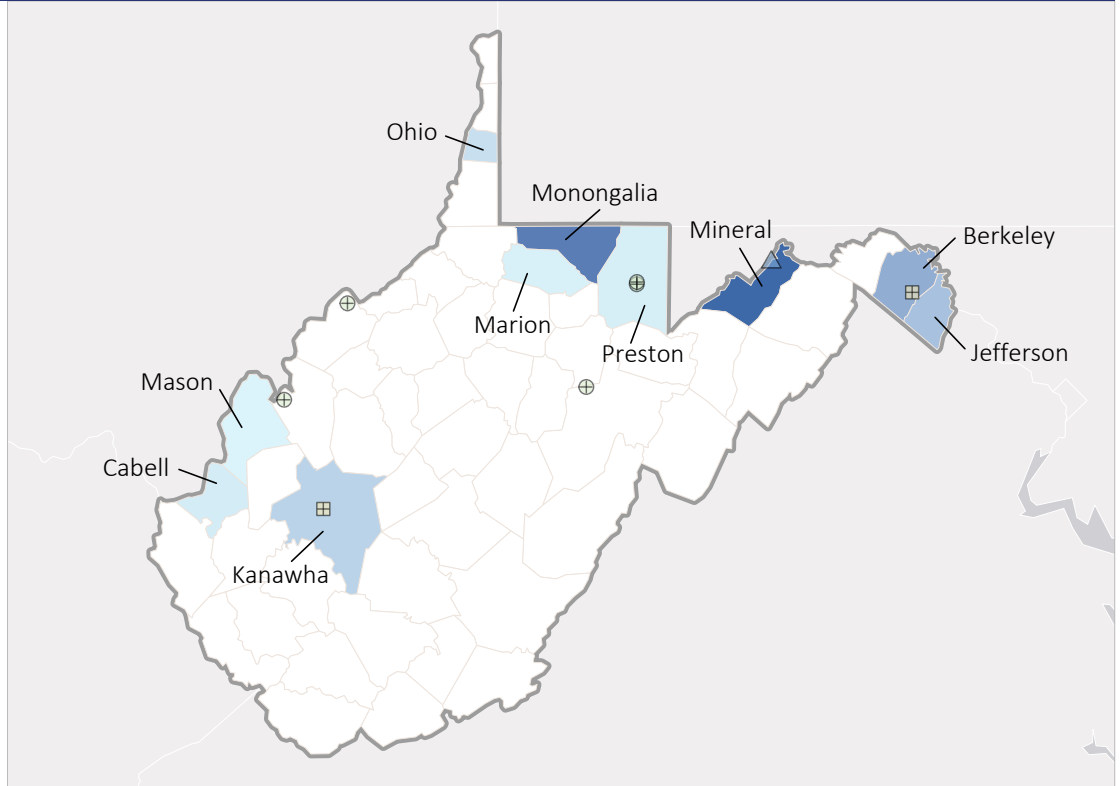 Ohio
Monongalia
Mineral
Berkeley
Marion
Preston
Jefferson
Mason
Cabell
Kanawha